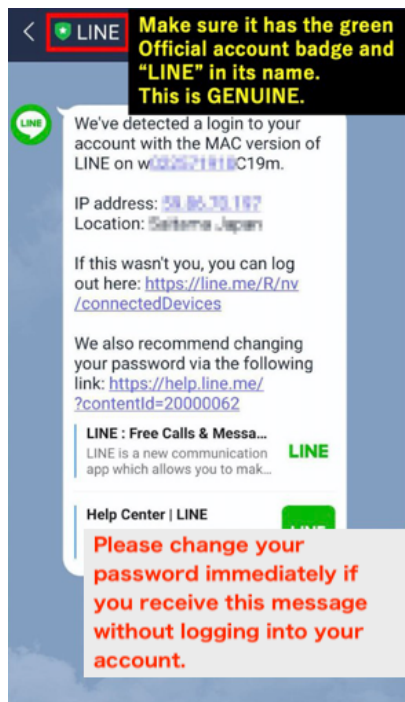 LINE
Make sure it has the green
Official account badge and
“LINE” in its name.
This is GENUINE.
LINE
We've detected a login to your
account with the MAC version of
LINE on w C19m.
IP address:
Location:
If this wasn't you, you can log
out here: https://line.me/R/nv
/connectedDevices
We also recommend changing
your password via the following
link: https://help.line.me/
?contentId=20000062
LINE : Free Calls & Messa...
LINE is a new communication
app which allows you to mak...
LINE
Help Center | LINE
Please change your
password immediately if
you receive this message
without logging into your
account.